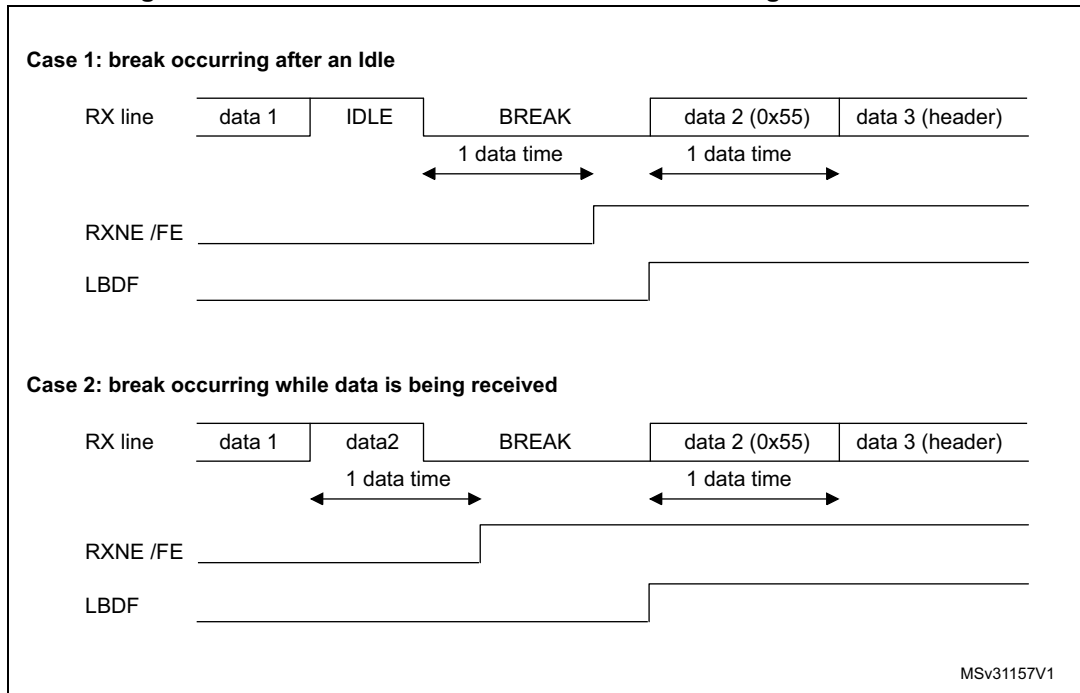 Case 1: break occurring after an Idle
RX line data 1 IDLE BREAK data 2 (0x55) data 3 (header)
1 data time 1 data time
RXNE /FE
LBDF
Case 2: break occurring while data is being received
RX line data 1 data2 BREAK data 2 (0x55) data 3 (header)
1 data time 1 data time
RXNE /FE
LBDF
MSv31157V1